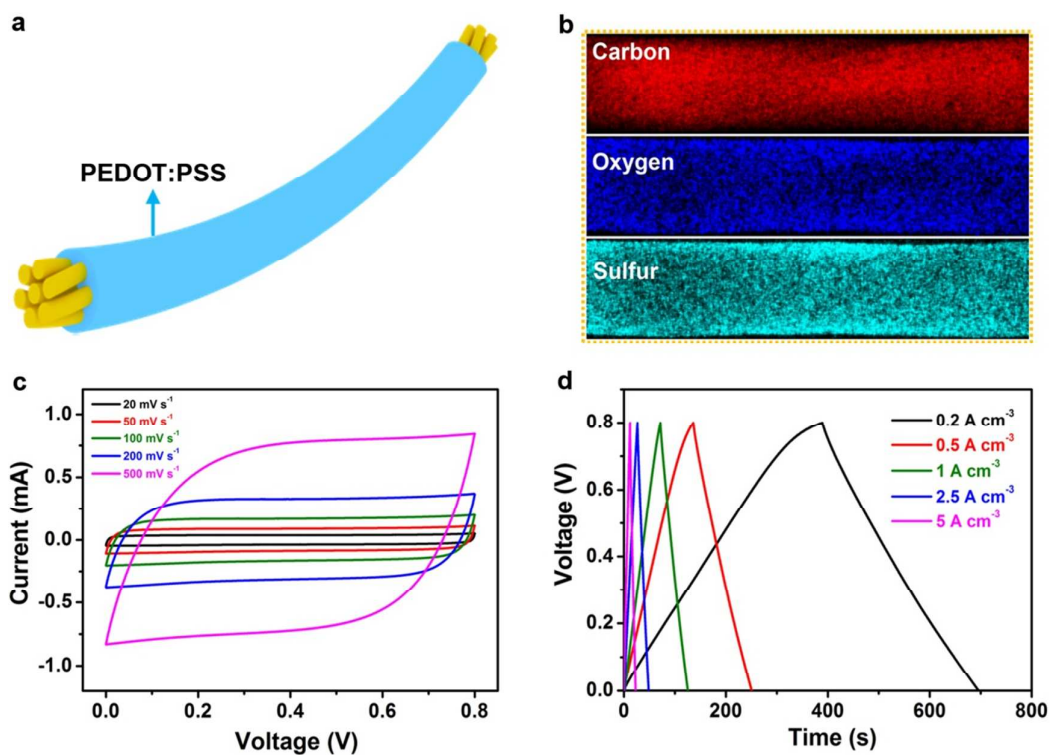 a
PEDOT:PSS
b
Carbon
Oxygen
Sulfur
c
1.0
0.5
0.0
-0.5
-1.0
Current (mA)
20 mV s⁻¹
50 mV s⁻¹
100 mV s⁻¹
200 mV s⁻¹
500 mV s⁻¹
0.0 0.2 0.4 0.6 0.8
Voltage (V)
d
0.8
0.6
0.4
0.2
0.0
Voltage (V)
0.2 A cm⁻³
0.5 A cm⁻³
1 A cm⁻³
2.5 A cm⁻³
5 A cm⁻³
0 200 400 600 800
Time (s)